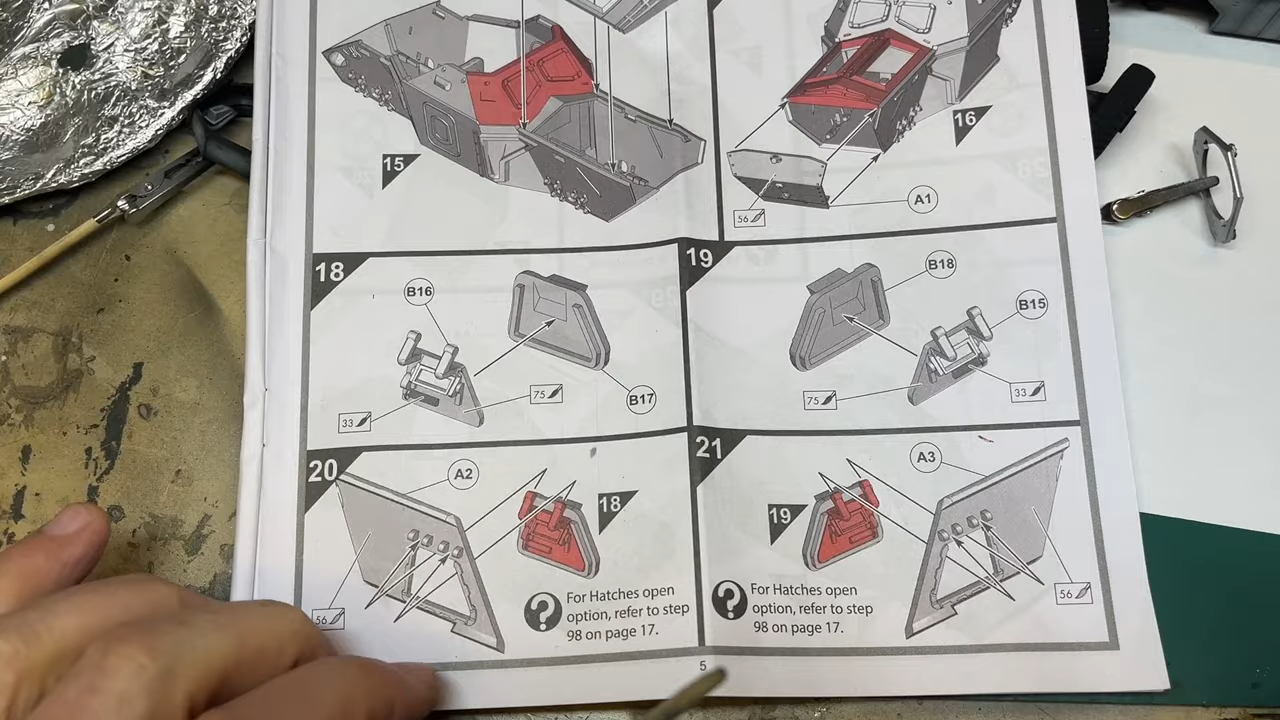 15
16
56
A1
18
B16
33
75
B17
19
B18
B15
75
33
20
A2
18
56
For Hatches open
option, refer to step
98 on page 17.
21
A3
19
56
For Hatches open
option, refer to step
98 on page 17.
5